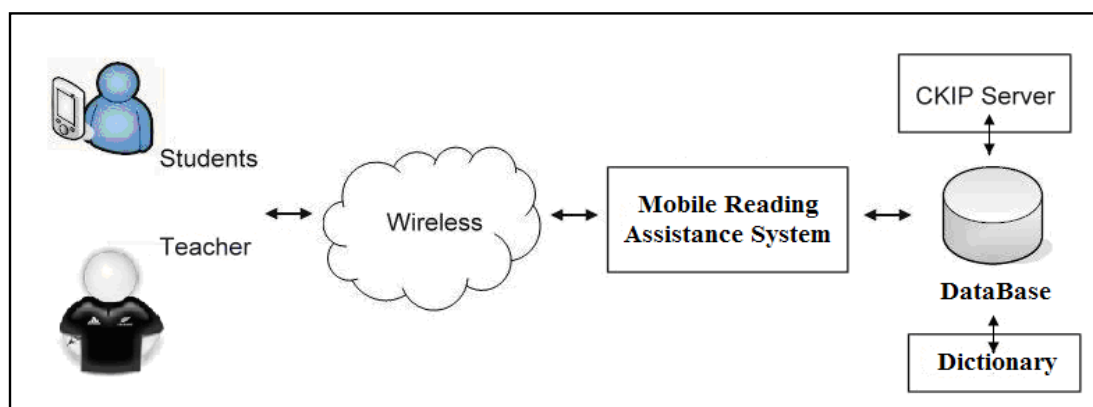 Students
Teacher
Wireless
Mobile Reading
Assistance System
CKIP Server
DataBase
Dictionary